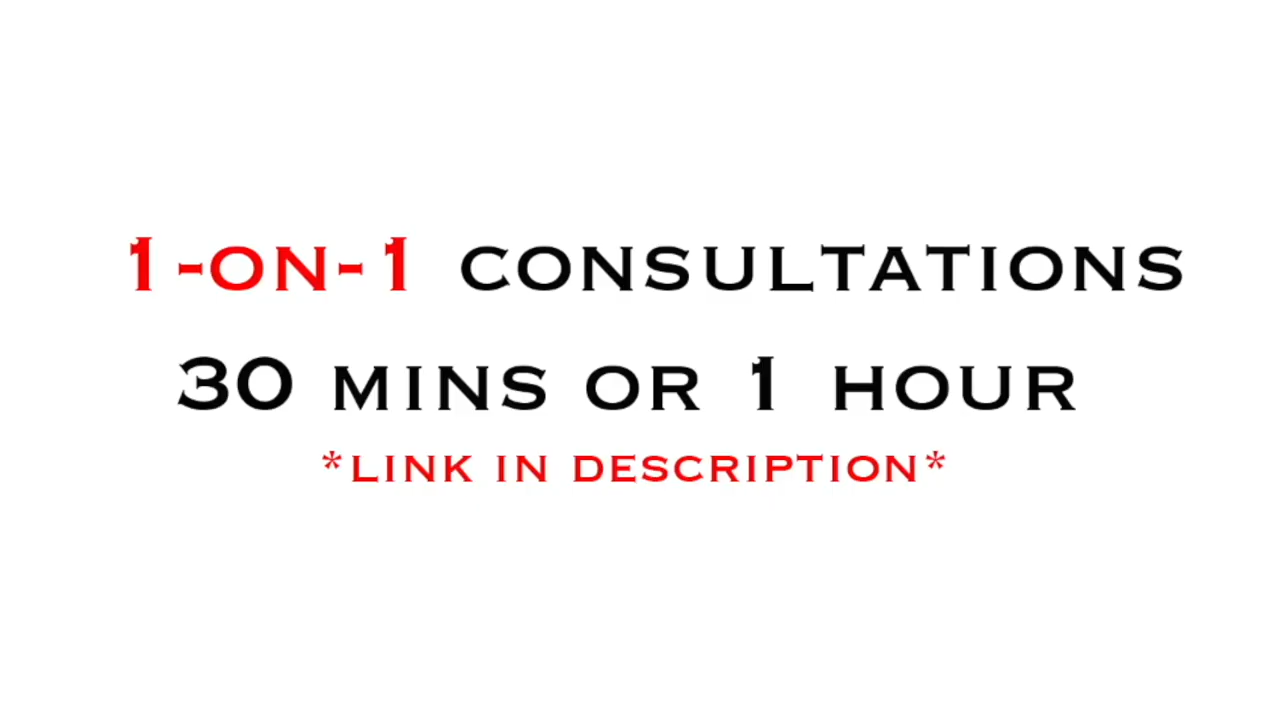 1-ON-1 CONSULTATIONS
30 MINS OR 1 HOUR
*LINK IN DESCRIPTION*